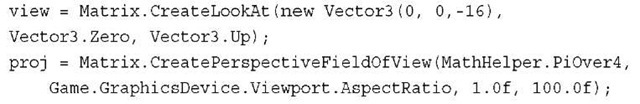 view = Matrix.CreateLookAt(new Vector3(0, 0,-16),
Vector3.Zero, Vector3.Up);
proj = Matrix.CreatePerspectiveFieldOfView(MathHelper.PiOver4,
Game.GraphicsDevice.Viewport.AspectRatio, 1.0f, 100.0f);